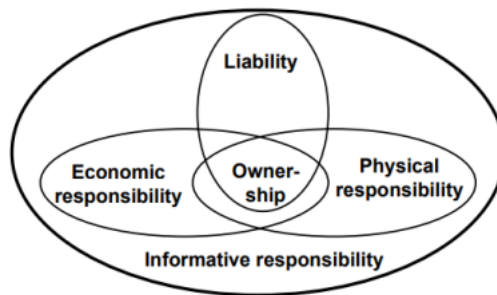 Liability
Economic
responsibility
Owner-
ship
Physical
responsibility
Informative responsibility